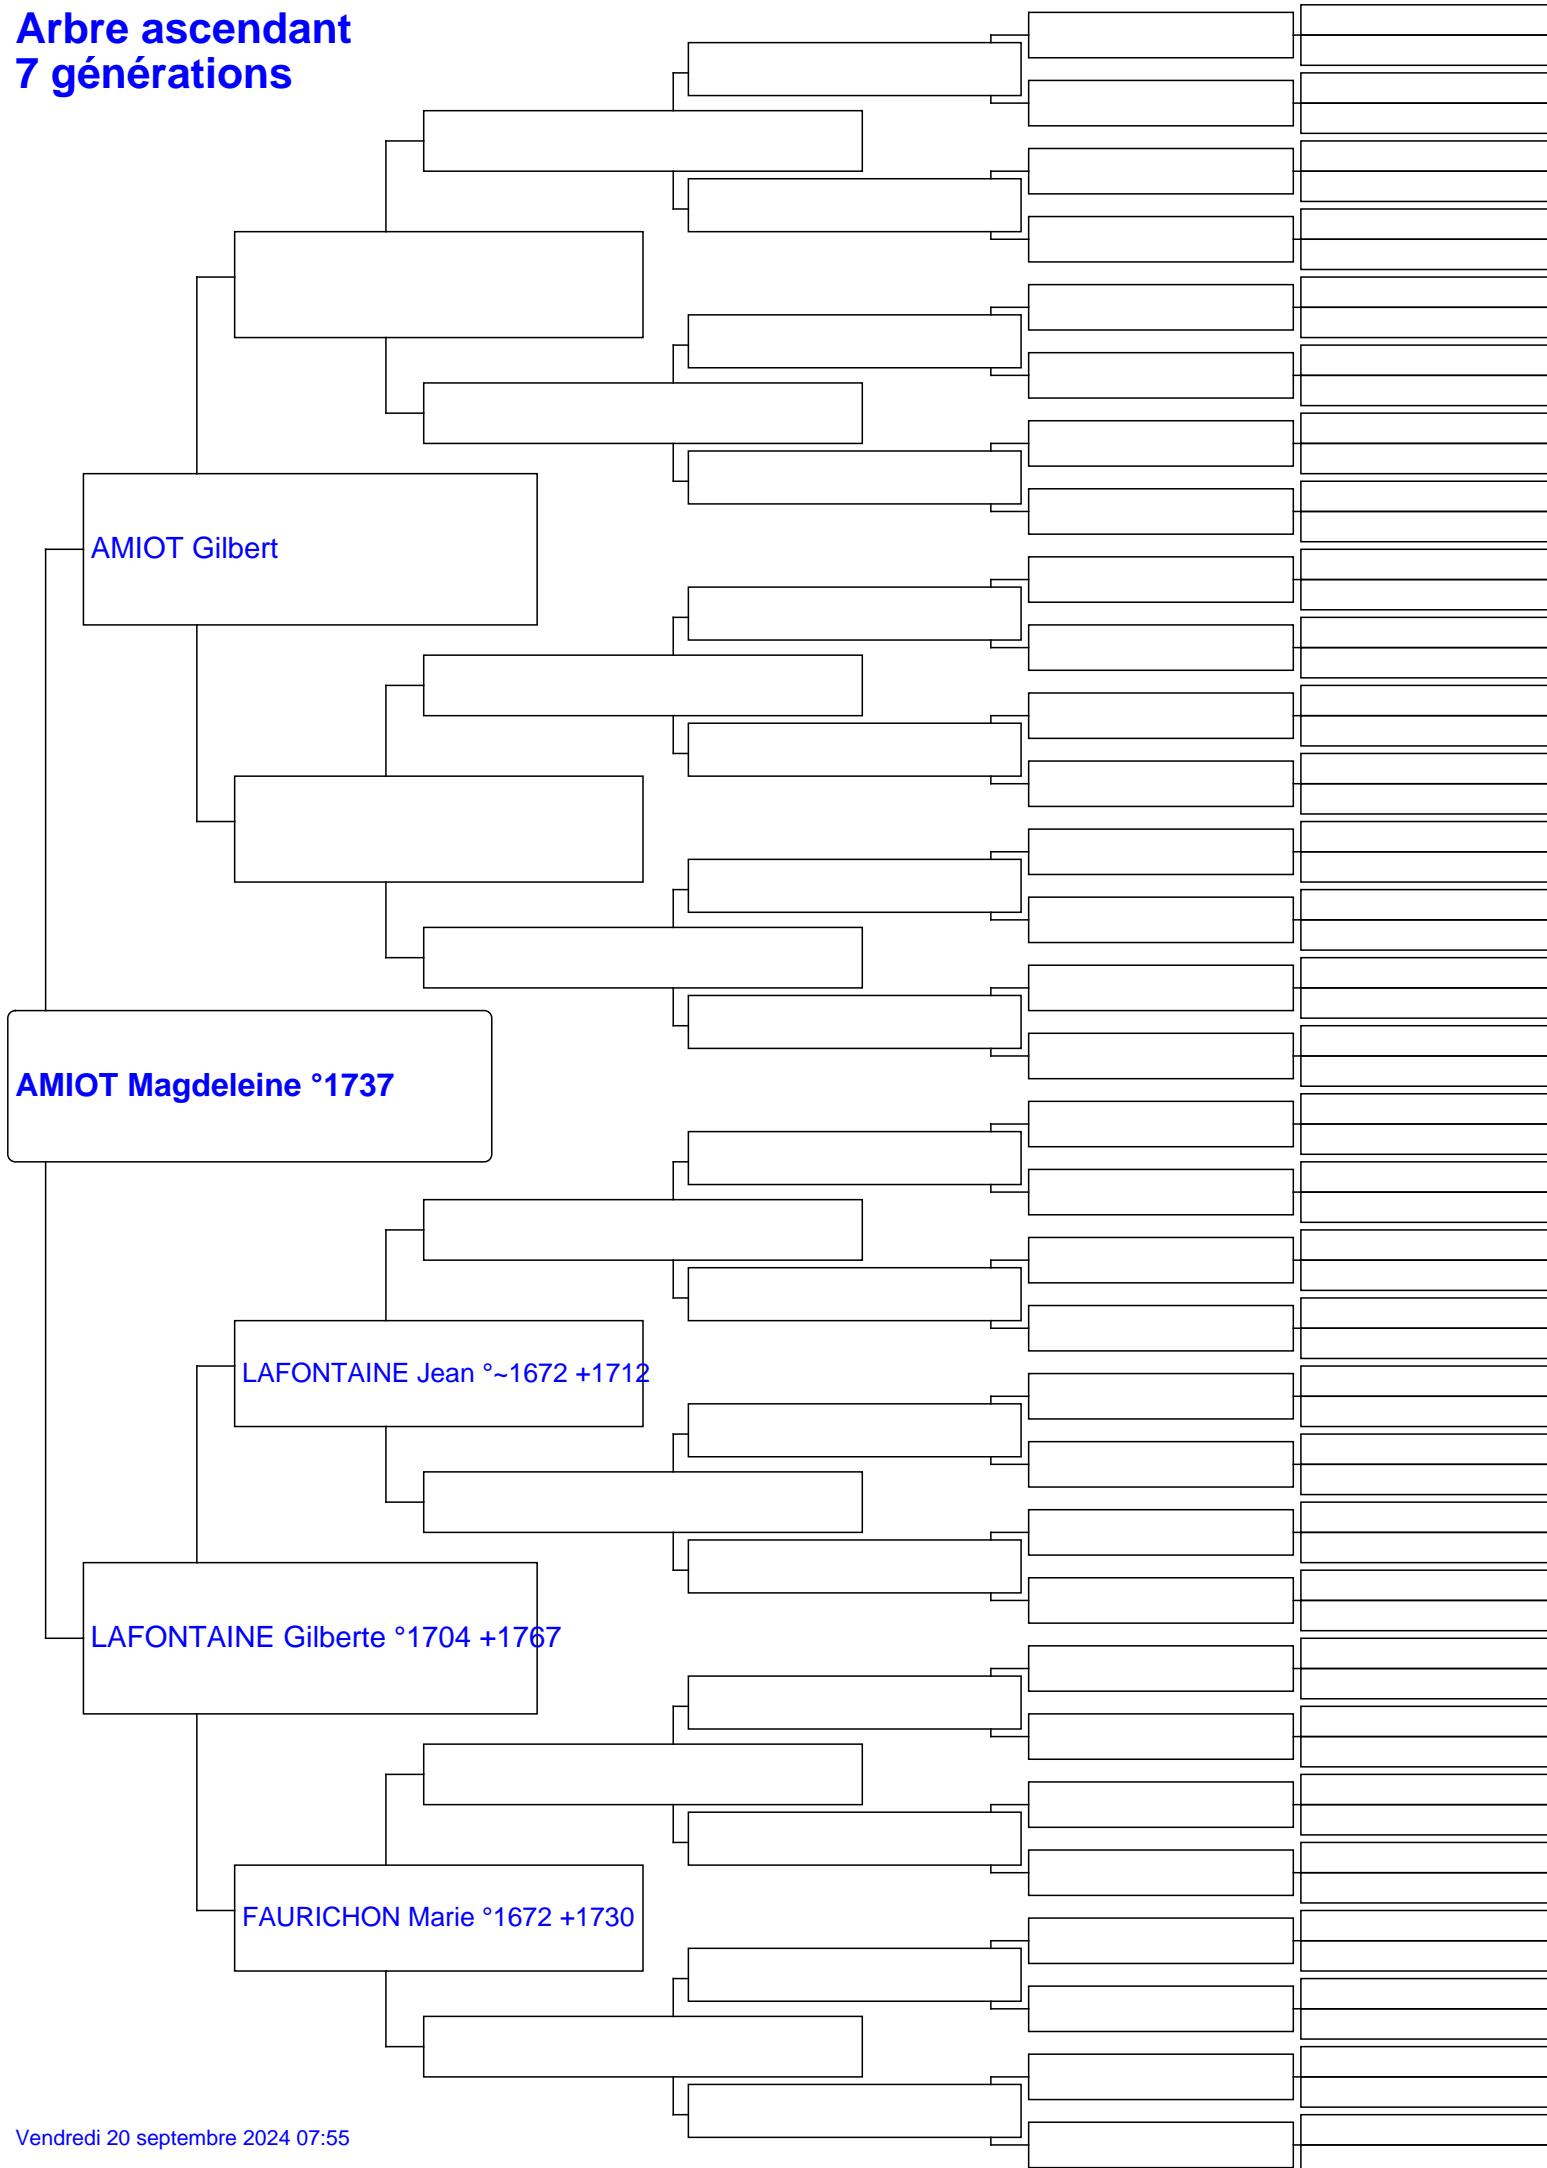 Arbre ascendant
7 générations
AMIOT Gilbert
AMIOT Magdeleine °1737
LAFONTAINE Jean °~1672 +1712
LAFONTAINE Gilberte °1704 +1767
FAURICHON Marie °1672 +1730
Vendredi 20 septembre 2024 07:55